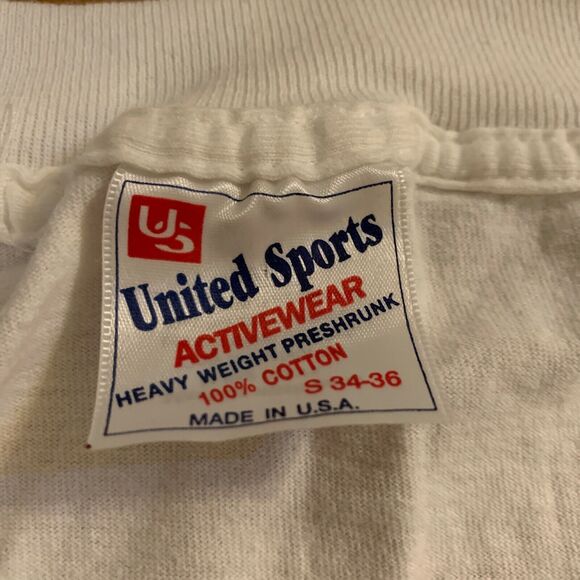 US
United Sports
ACTIVEWEAR
HEAVY WEIGHT PRESHRUNK
100% COTTON
S 34-36
MADE IN U.S.A.